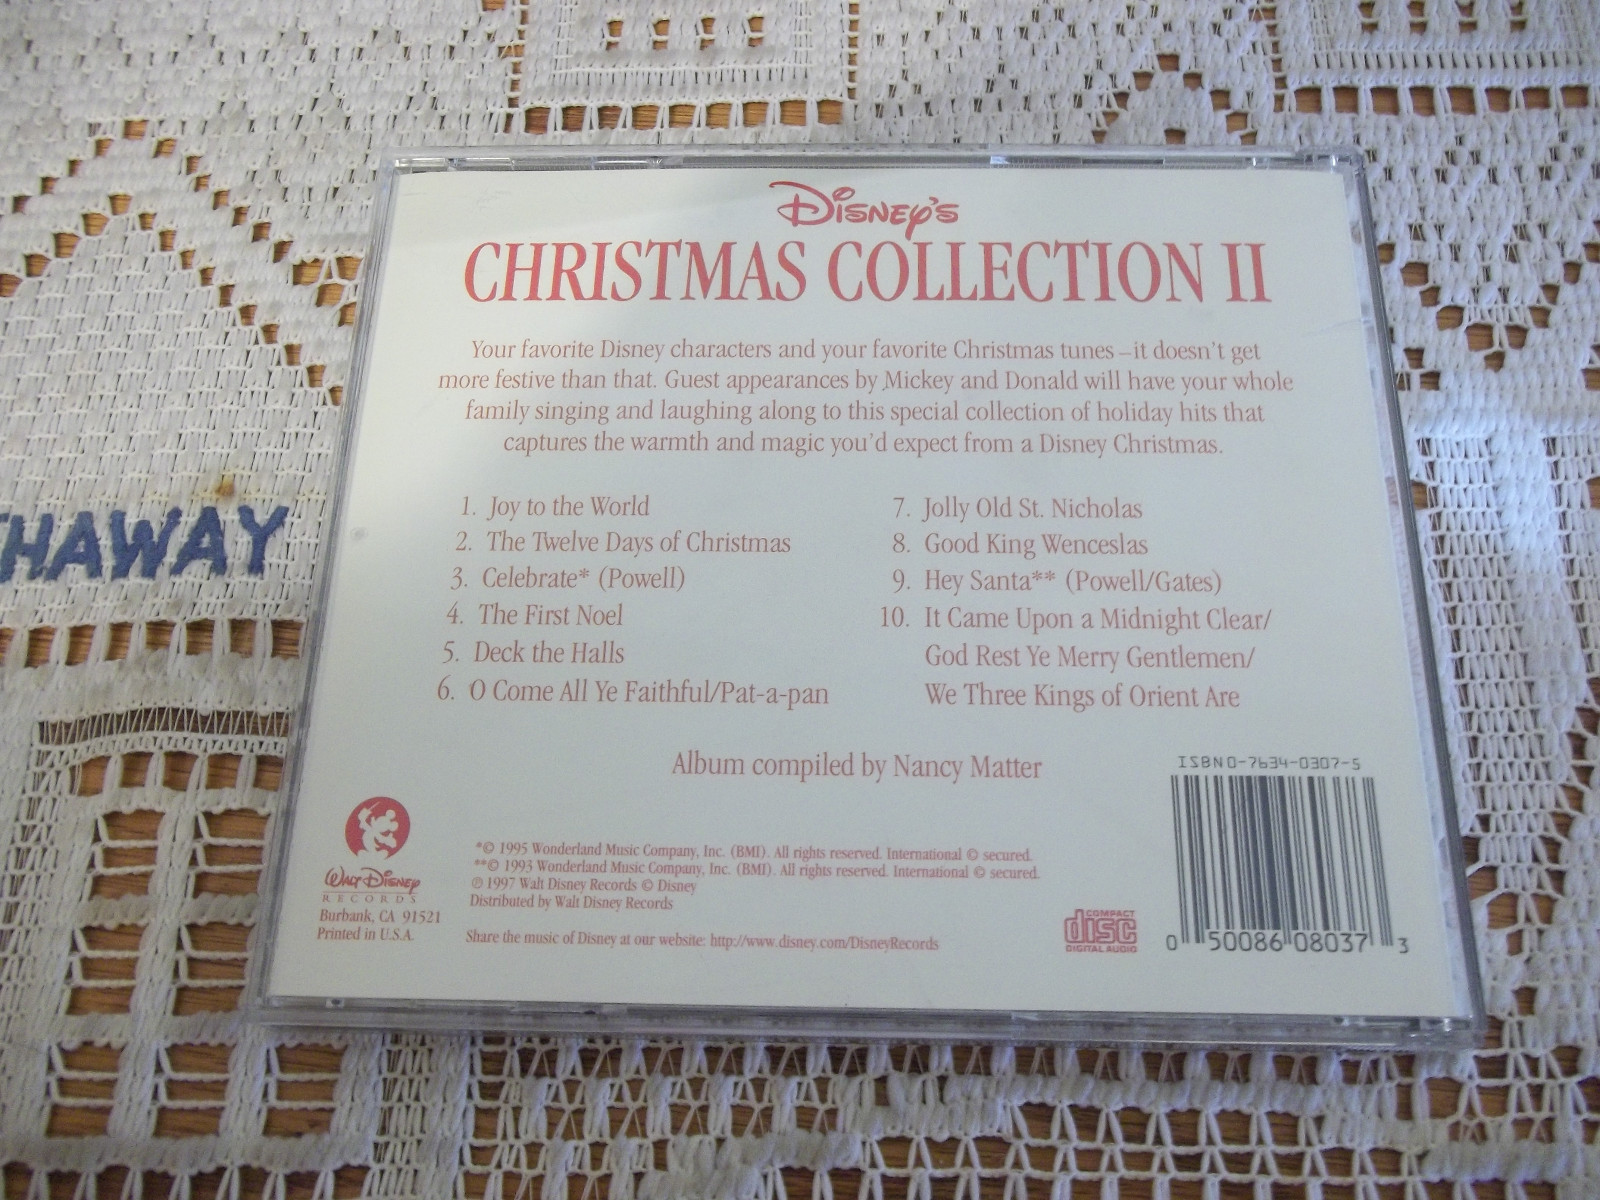 Disney's
CHRISTMAS COLLECTION II
Your favorite Disney characters and your favorite Christmas tunes – it doesn't get
more festive than that. Guest appearances by Mickey and Donald will have your whole
family singing and laughing along to this special collection of holiday hits that
captures the warmth and magic you'd expect from a Disney Christmas.
1. Joy to the World
2. The Twelve Days of Christmas
3. Celebrate* (Powell)
4. The First Noel
5. Deck the Halls
6. O Come All Ye Faithful/Pat-a-pan
7. Jolly Old St. Nicholas
8. Good King Wenceslas
9. Hey Santa** (Powell/Gates)
10. It Came Upon a Midnight Clear/
God Rest Ye Merry Gentlemen/
We Three Kings of Orient Are
Album compiled by Nancy Matter
ISBN 0-7634-0307-5
0 50086 08037 3
*© 1995 Wonderland Music Company, Inc. (BMI). All rights reserved. International © secured.
**© 1993 Wonderland Music Company, Inc. (BMI). All rights reserved. International © secured.
℗ 1997 Walt Disney Records © Disney
Distributed by Walt Disney Records
Share the music of Disney at our website: http://www.disney.com/DisneyRecords
WALT DISNEY
RECORDS
Burbank, CA 91521
Printed in U.S.A.
COMPACT
disc
DIGITAL AUDIO
HAWAY